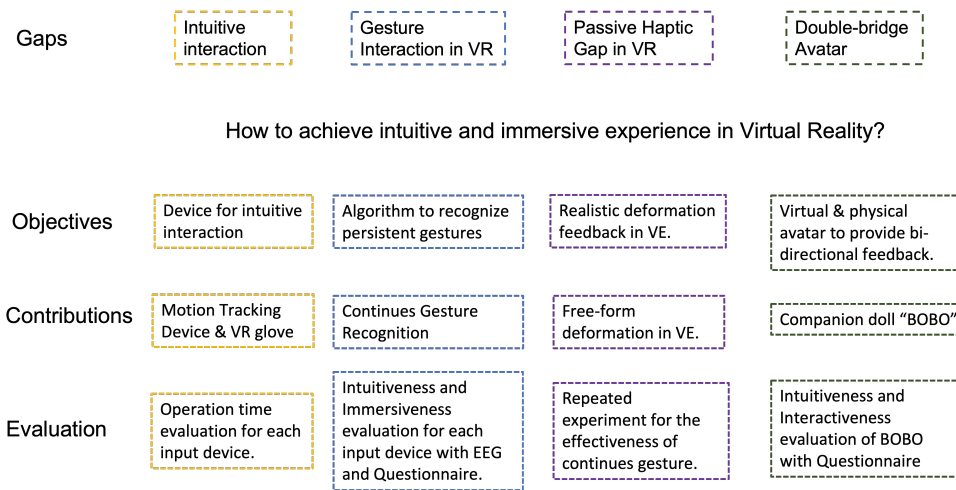 Gaps
Intuitive
interaction
Gesture
Interaction in VR
Passive Haptic
Gap in VR
Double-bridge
Avatar
How to achieve intuitive and immersive experience in Virtual Reality?
Objectives
Device for intuitive
interaction
Algorithm to recognize
persistent gestures
Realistic deformation
feedback in VE.
Virtual & physical
avatar to provide bi-
directional feedback.
Contributions
Motion Tracking
Device & VR glove
Continues Gesture
Recognition
Free-form
deformation in VE.
Companion doll “BOBO”
Evaluation
Operation time
evaluation for each
input device.
Intuitiveness and
Immersiveness
evaluation for each
input device with EEG
and Questionnaire.
Repeated
experiment for the
effectiveness of
continues gesture.
Intuitiveness and
Interactiveness
evaluation of BOBO
with Questionnaire